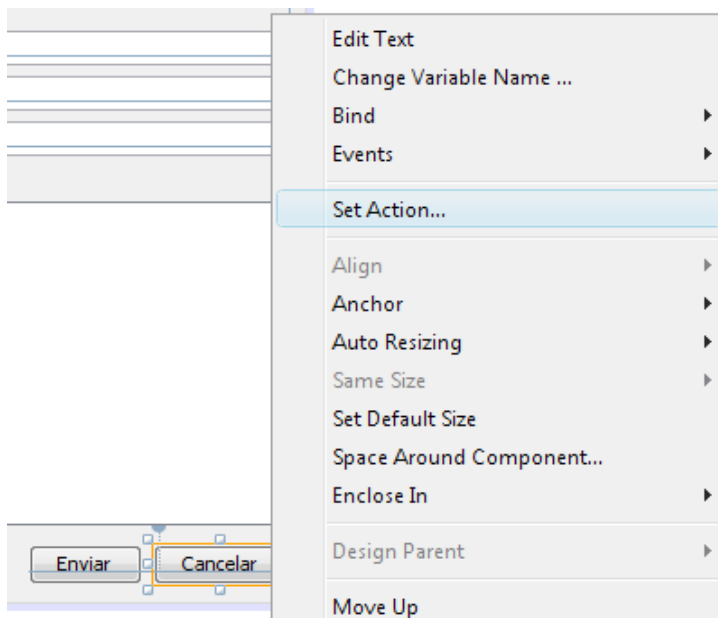 Edit Text
Change Variable Name ...
Bind
Events
Set Action...
Align
Anchor
Auto Resizing
Same Size
Set Default Size
Space Around Component...
Enclose In
Design Parent
Move Up
Enviar
Cancelar